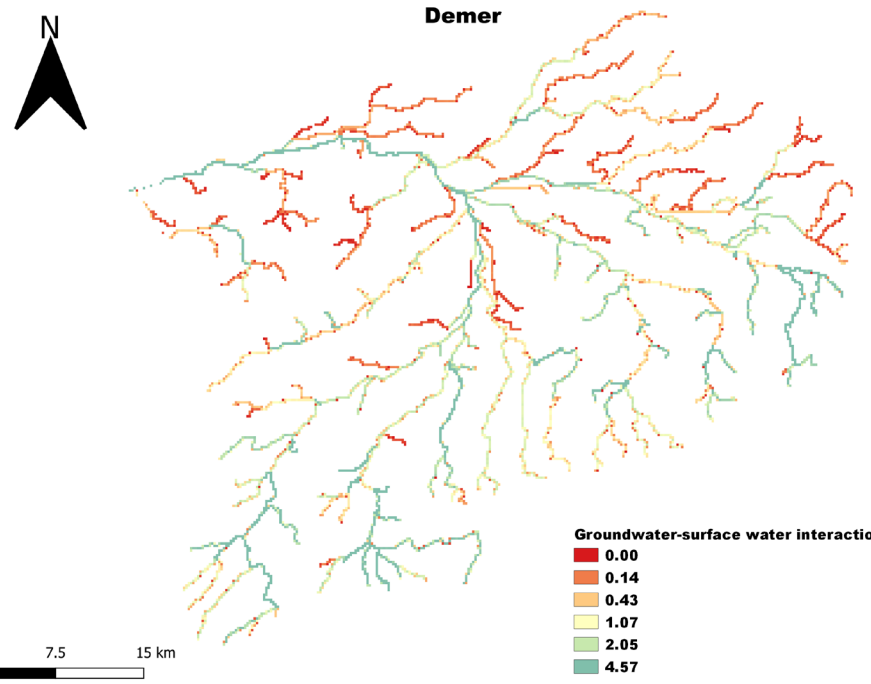 Demer
N
Groundwater-surface water interactio
0.00
0.14
0.43
1.07
2.05
4.57
7.5
15 km